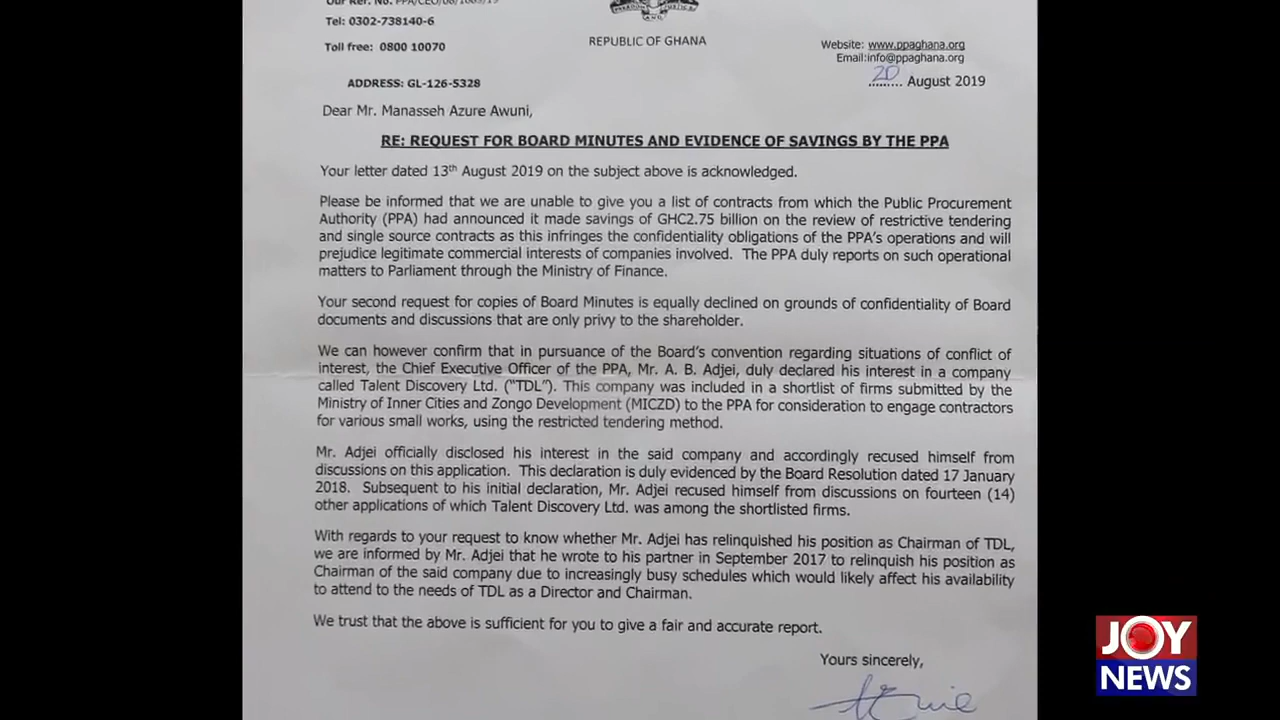 Tel: 0302-738140-6
Toll free: 0800 10070
ADDRESS: GL-126-5328
REPUBLIC OF GHANA
Website: www.ppaghana.org
Email:info@ppaghana.org
20 August 2019
Dear Mr. Manasseh Azure Awuni,
RE: REQUEST FOR BOARD MINUTES AND EVIDENCE OF SAVINGS BY THE PPA
Your letter dated 13th August 2019 on the subject above is acknowledged.
Please be informed that we are unable to give you a list of contracts from which the Public Procurement
Authority (PPA) had announced it made savings of GHC2.75 billion on the review of restrictive tendering
and single source contracts as this infringes the confidentiality obligations of the PPA's operations and will
prejudice legitimate commercial interests of companies involved. The PPA duly reports on such operational
matters to Parliament through the Ministry of Finance.
Your second request for copies of Board Minutes is equally declined on grounds of confidentiality of Board
documents and discussions that are only privy to the shareholder.
We can however confirm that in pursuance of the Board's convention regarding situations of conflict of
interest, the Chief Executive Officer of the PPA, Mr. A. B. Adjei, duly declared his interest in a company
called Talent Discovery Ltd. ("TDL"). This company was included in a shortlist of firms submitted by the
Ministry of Inner Cities and Zongo Development (MICZD) to the PPA for consideration to engage contractors
for various small works, using the restricted tendering method.
Mr. Adjei officially disclosed his interest in the said company and accordingly recused himself from
discussions on this application. This declaration is duly evidenced by the Board Resolution dated 17 January
2018. Subsequent to his initial declaration, Mr. Adjei recused himself from discussions on fourteen (14)
other applications of which Talent Discovery Ltd. was among the shortlisted firms.
With regards to your request to know whether Mr. Adjei has relinquished his position as Chairman of TDL,
we are informed by Mr. Adjei that he wrote to his partner in September 2017 to relinquish his position as
Chairman of the said company due to increasingly busy schedules which would likely affect his availability
to attend to the needs of TDL as a Director and Chairman.
We trust that the above is sufficient for you to give a fair and accurate report.
Yours sincerely,
JOY
NEWS